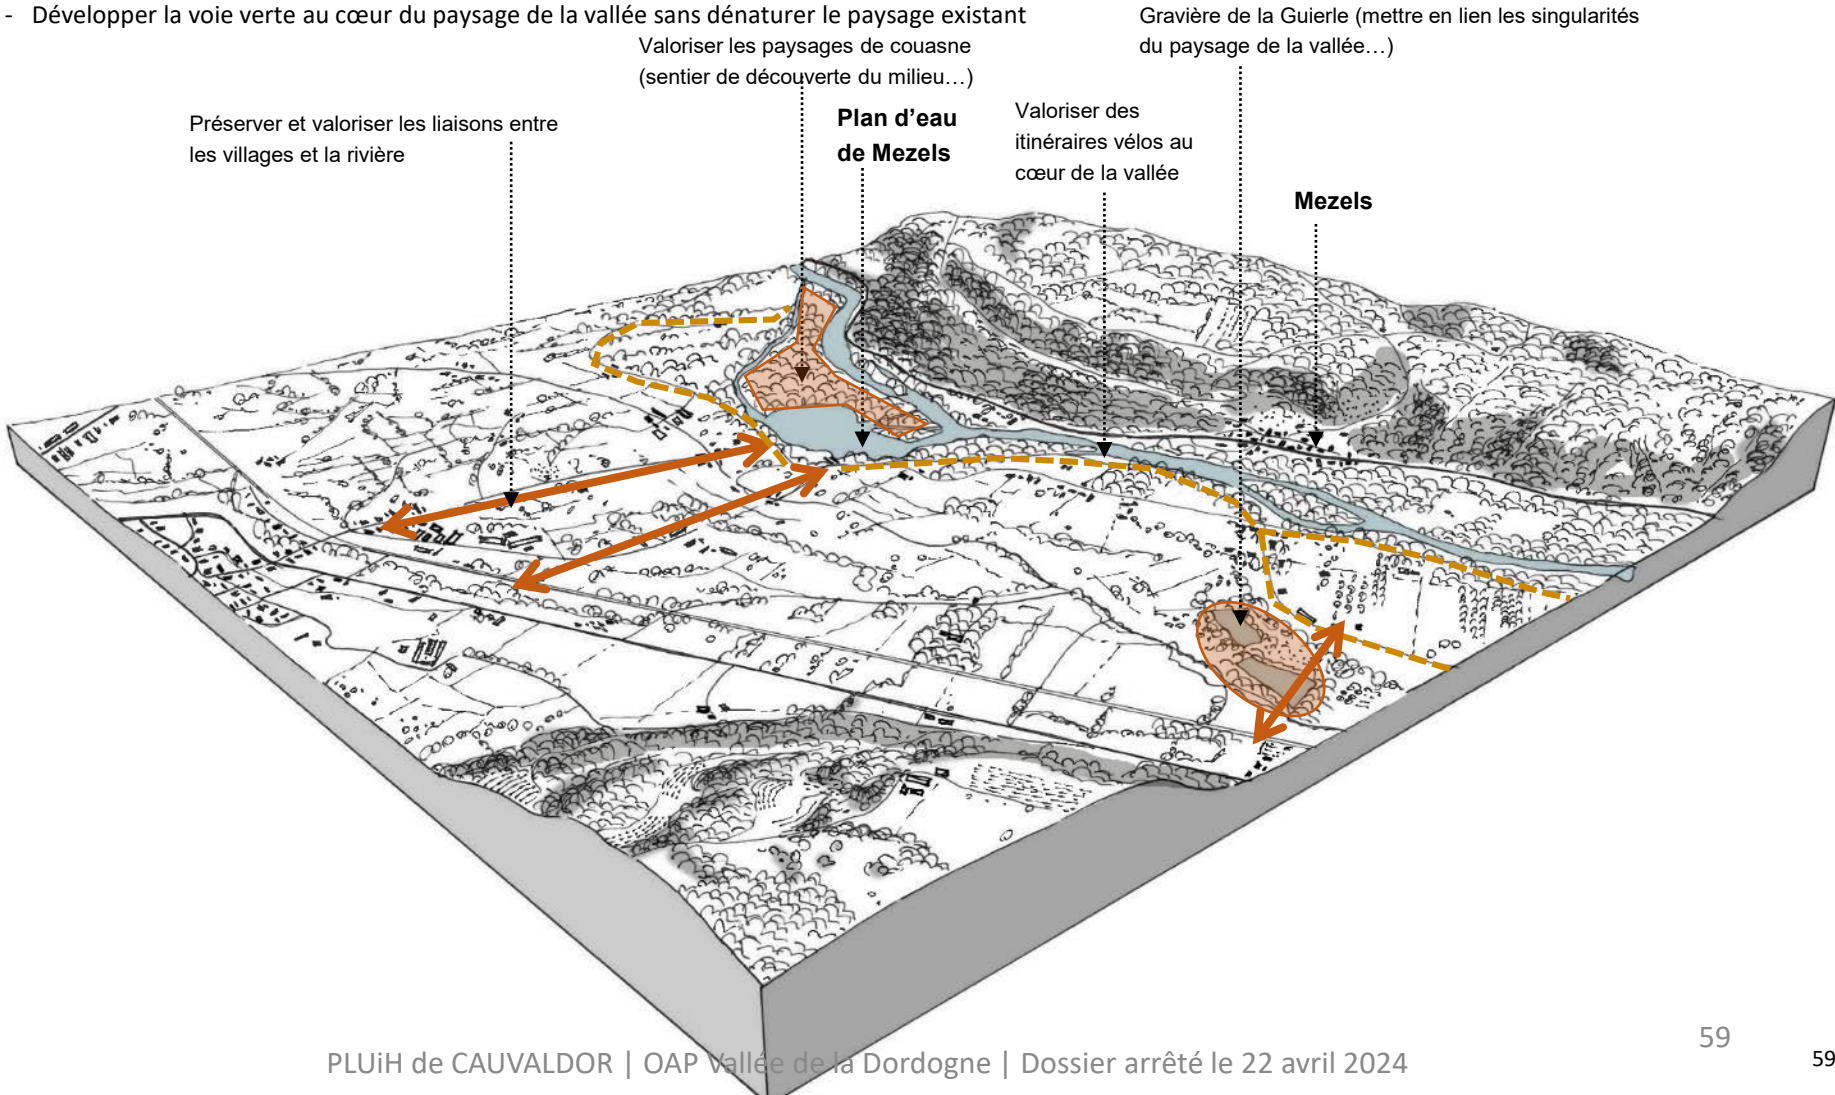 - Développer la voie verte au cœur du paysage de la vallée sans dénaturer le paysage existant
Gravière de la Guierle (mettre en lien les singularités
du paysage de la vallée…)
Valoriser les paysages de couasne
(sentier de découverte du milieu…)
Préserver et valoriser les liaisons entre
les villages et la rivière
Plan d’eau
de Mezels
Valoriser des
itinéraires vélos au
cœur de la vallée
Mezels
59
PLUiH de CAUVALDOR | OAP Vallée de la Dordogne | Dossier arrêté le 22 avril 2024
59